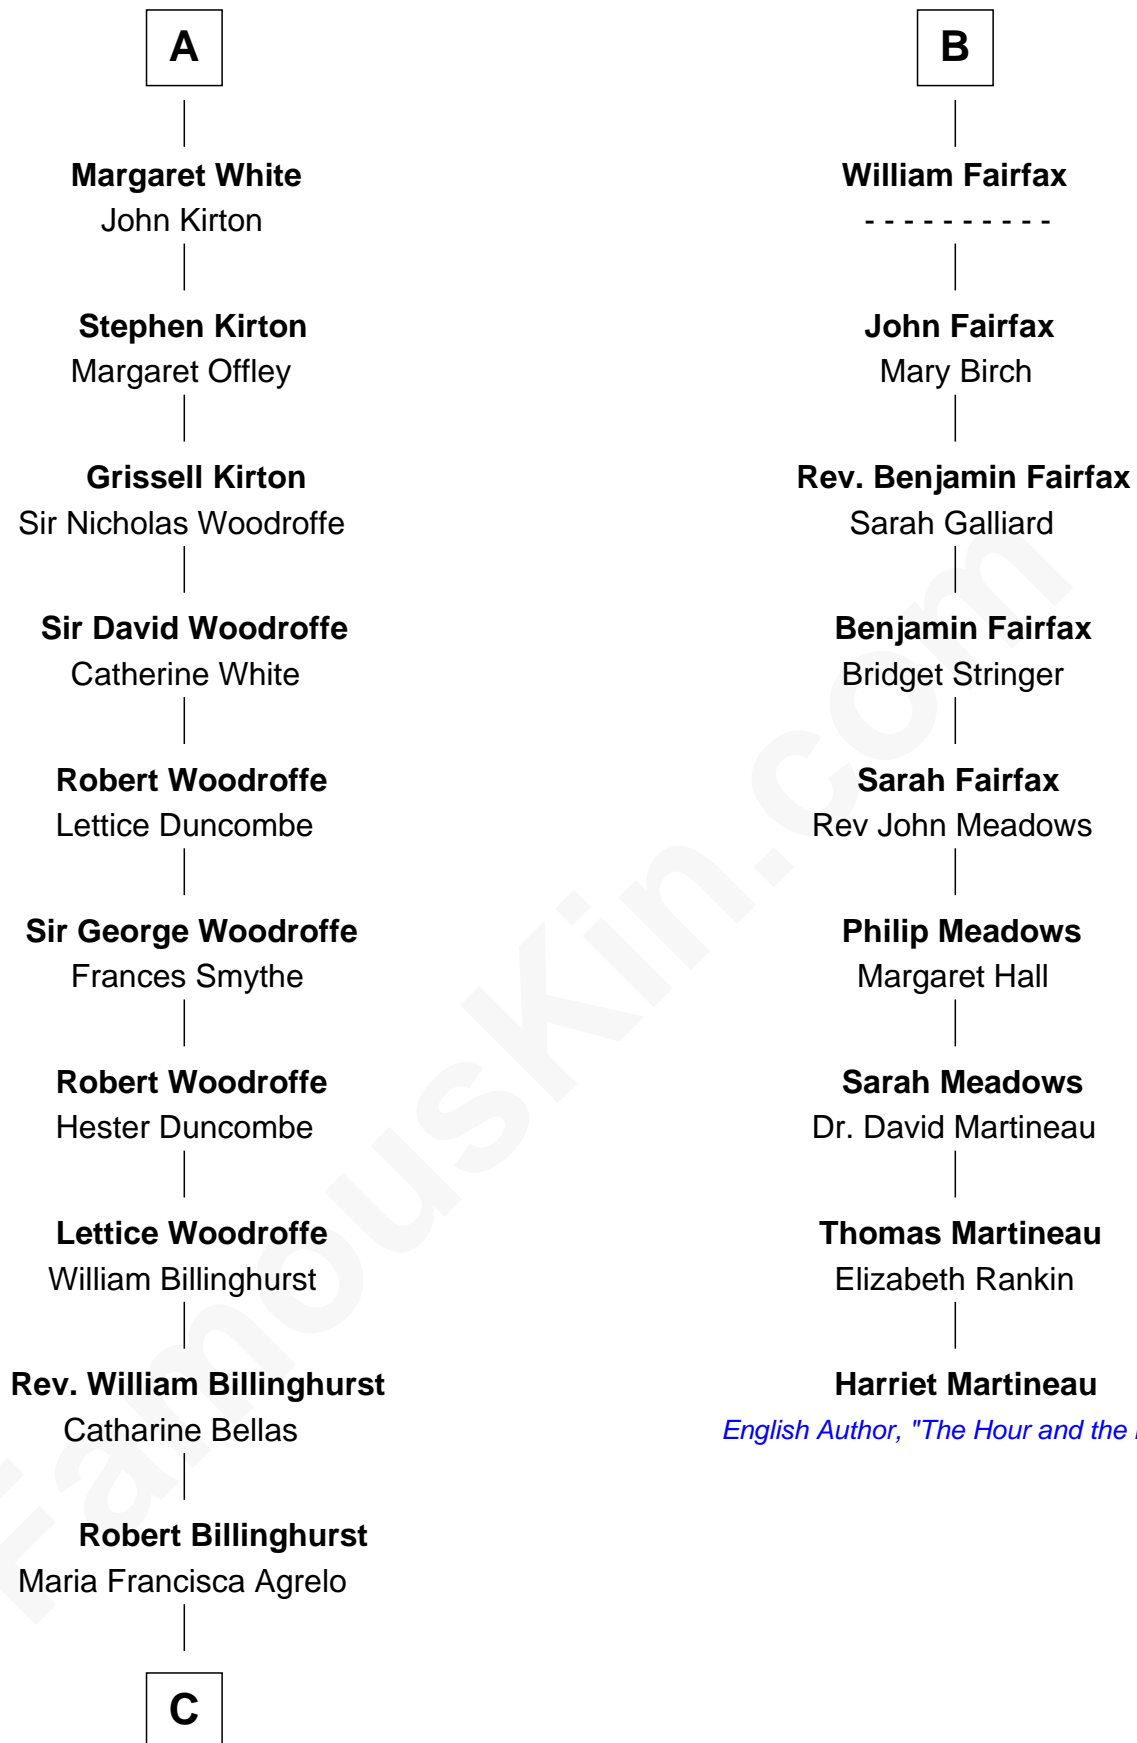 A
Margaret White
John Kirton
Stephen Kirton
Margaret Offley
Grissell Kirton
Sir Nicholas Woodroffe
Sir David Woodroffe
Catherine White
Robert Woodroffe
Lettice Duncombe
Sir George Woodroffe
Frances Smythe
Robert Woodroffe
Hester Duncombe
Lettice Woodroffe
William Billinghurst
Rev. William Billinghurst
Catharine Bellas
Robert Billinghurst
Maria Francisca Agrelo
C
B
William Fairfax
- - - - - - - - - -
John Fairfax
Mary Birch
Rev. Benjamin Fairfax
Sarah Galliard
Benjamin Fairfax
Bridget Stringer
Sarah Fairfax
Rev John Meadows
Philip Meadows
Margaret Hall
Sarah Meadows
Dr. David Martineau
Thomas Martineau
Elizabeth Rankin
Harriet Martineau
English Author, "The Hour and the
FamousKin.com